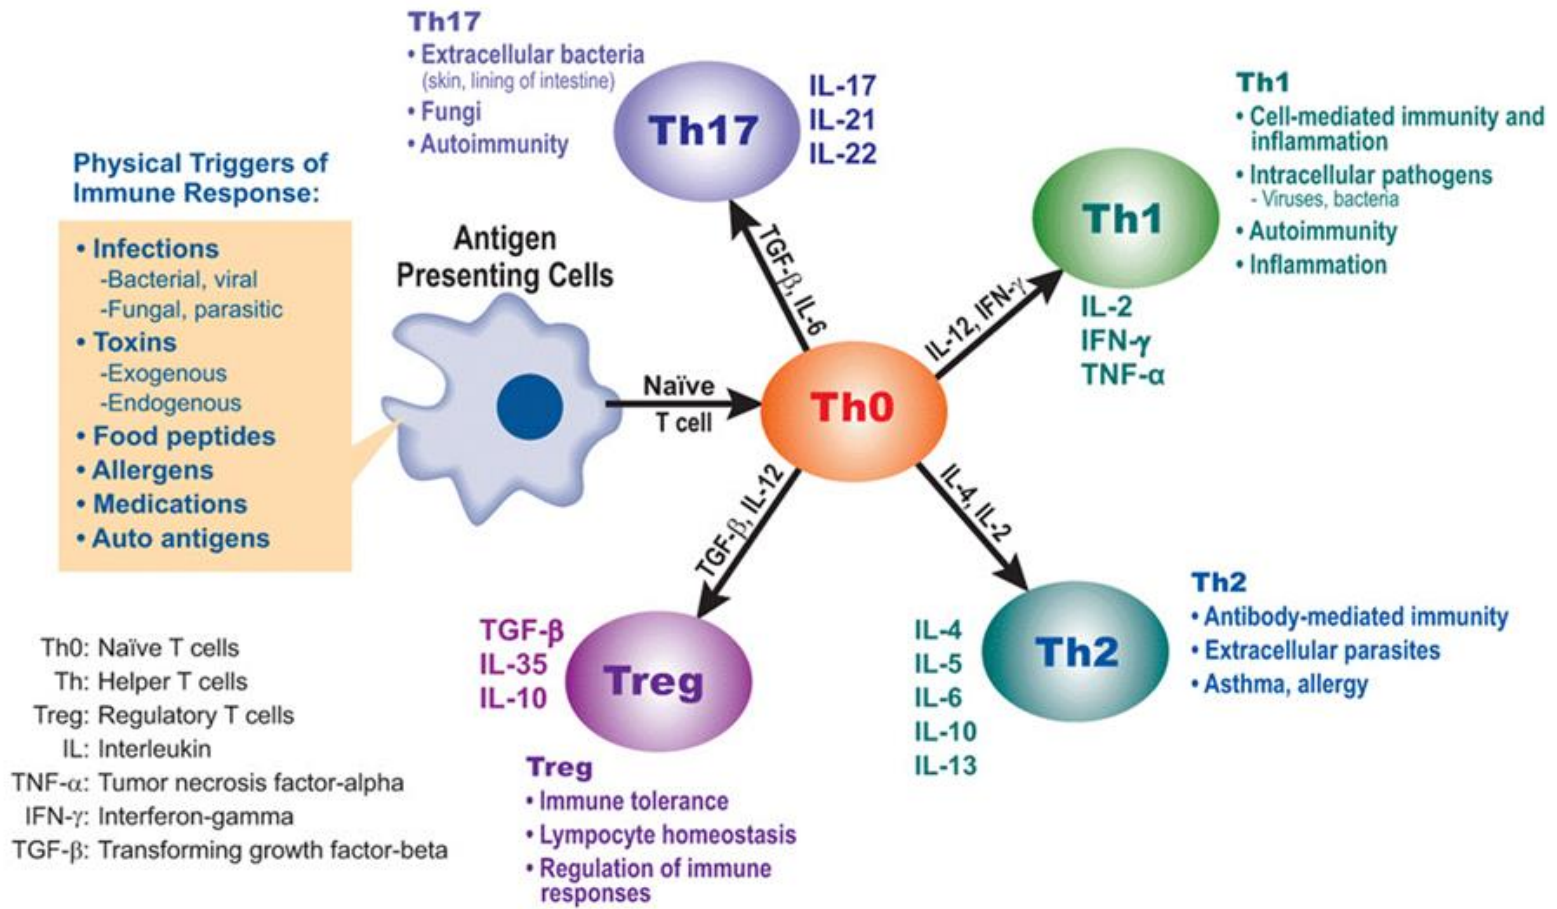 Th17
• Extracellular bacteria
(skin, lining of intestine)
• Fungi
• Autoimmunity
Th17
IL-17
IL-21
IL-22
Th1
• Cell-mediated immunity and
inflammation
• Intracellular pathogens
- Viruses, bacteria
• Autoimmunity
• Inflammation
Th1
IL-2
IFN-γ
TNF-α
Physical Triggers of
Immune Response:
• Infections
-Bacterial, viral
-Fungal, parasitic
• Toxins
-Exogenous
-Endogenous
• Food peptides
• Allergens
• Medications
• Auto antigens
Antigen
Presenting Cells
Naïve
T cell
Th0
TGF-β, IL-6
IL-12, IFN-γ
TGF-β, IL-12
IL-4, IL-2
TGF-β
IL-35
IL-10
Treg
Treg
• Immune tolerance
• Lympocyte homeostasis
• Regulation of immune
responses
IL-4
IL-5
IL-6
IL-10
IL-13
Th2
Th2
• Antibody-mediated immunity
• Extracellular parasites
• Asthma, allergy
Th0: Naïve T cells
Th: Helper T cells
Treg: Regulatory T cells
IL: Interleukin
TNF-α: Tumor necrosis factor-alpha
IFN-γ: Interferon-gamma
TGF-β: Transforming growth factor-beta